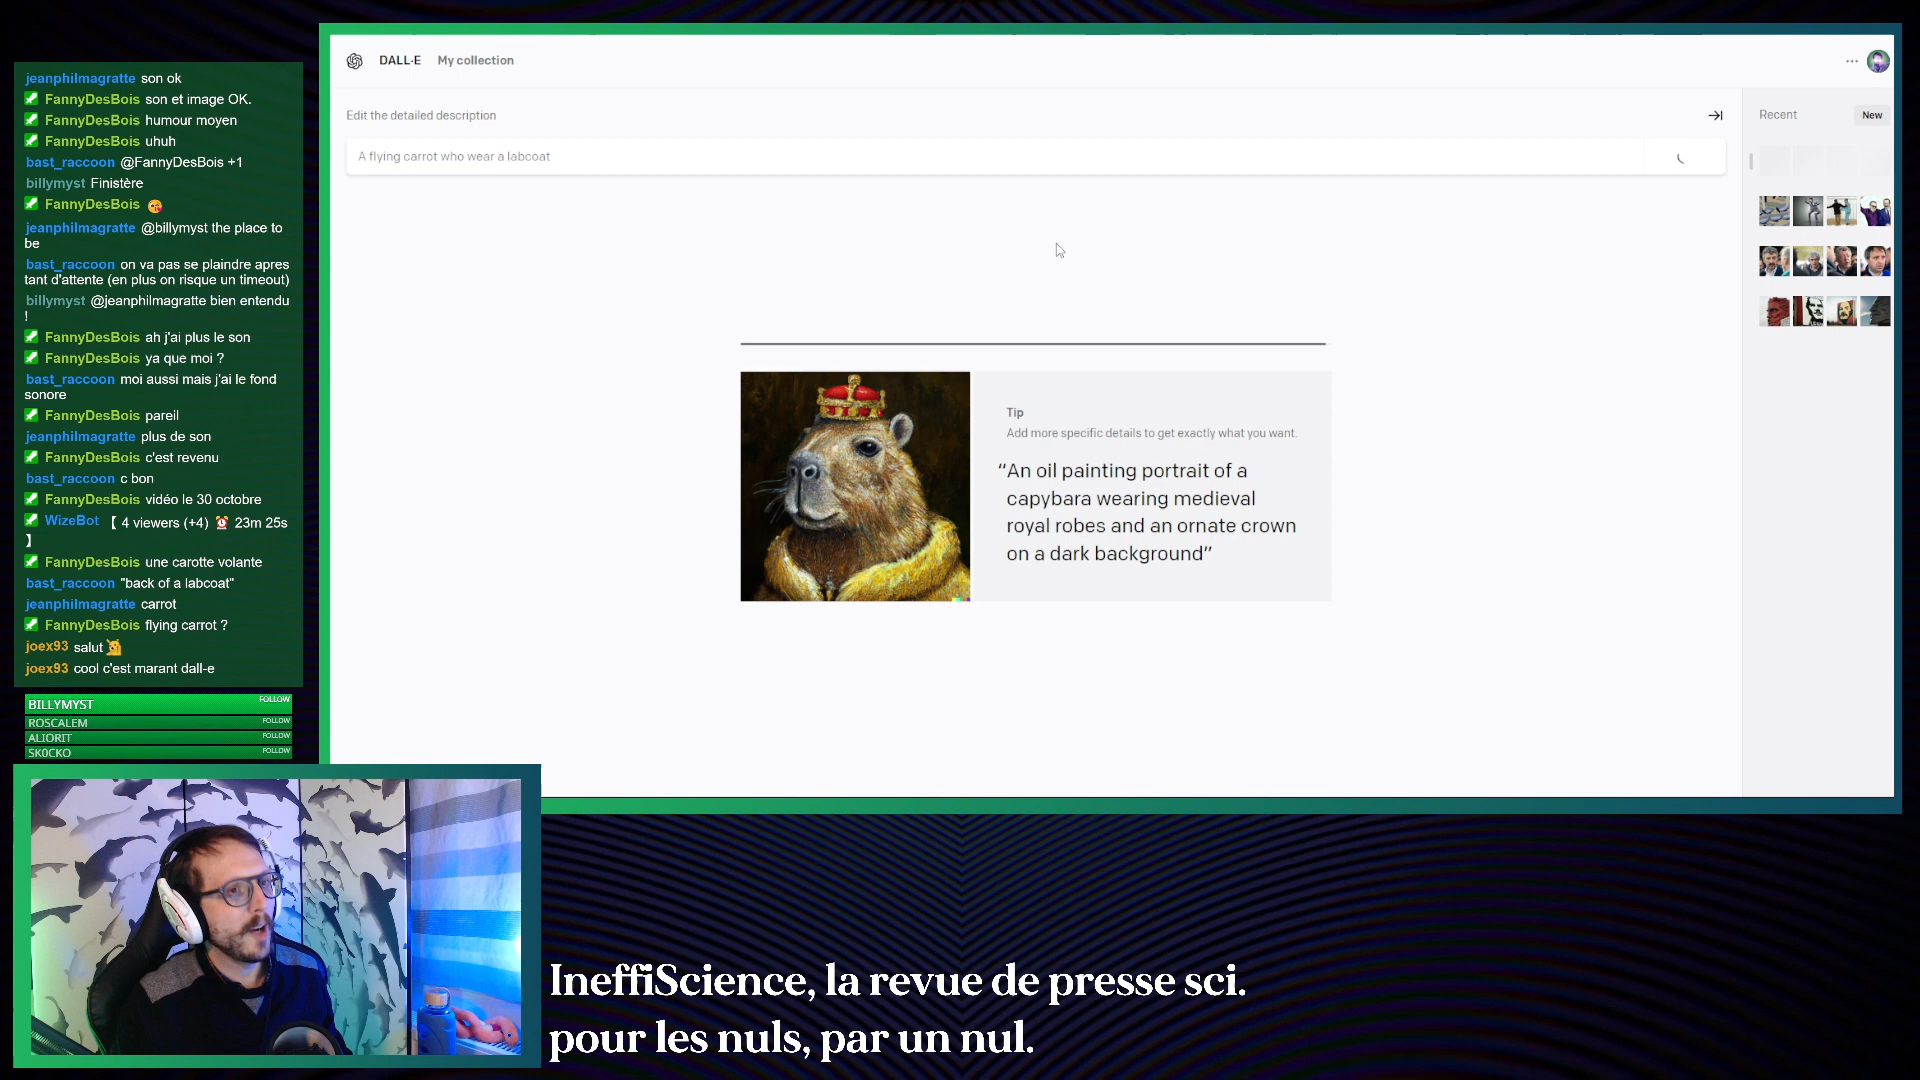 jeanphilmagratte son ok
FannyDesBois son et image OK.
FannyDesBois humour moyen
FannyDesBois uhuh
bast_raccoon @FannyDesBois +1
billymyst Finistère
FannyDesBois
jeanphilmagratte @billymyst the place to
be
bast_raccoon on va pas se plaindre apres
tant d'attente (en plus on risque un timeout)
billymyst @jeanphilmagratte bien entendu
!
FannyDesBois ah j'ai plus le son
FannyDesBois ya que moi ?
bast_raccoon moi aussi mais j'ai le fond
sonore
FannyDesBois pareil
jeanphilmagratte plus de son
FannyDesBois c'est revenu
bast_raccoon c bon
FannyDesBois vidéo le 30 octobre
WizeBot 【 4 viewers (+4) ⏰ 23m 25s
】
FannyDesBois une carotte volante
bast_raccoon "back of a labcoat"
jeanphilmagratte carrot
FannyDesBois flying carrot ?
joex93 salut
joex93 cool c'est marant dall-e
BILLYMYST FOLLOW
ROSCALEM FOLLOW
ALIORIT FOLLOW
SK0CKO FOLLOW
DALL·E My collection
Edit the detailed description
A flying carrot who wear a labcoat
Recent New
Tip
Add more specific details to get exactly what you want.
“An oil painting portrait of a
capybara wearing medieval
royal robes and an ornate crown
on a dark background”
IneffiScience, la revue de presse sci.
pour les nuls, par un nul.